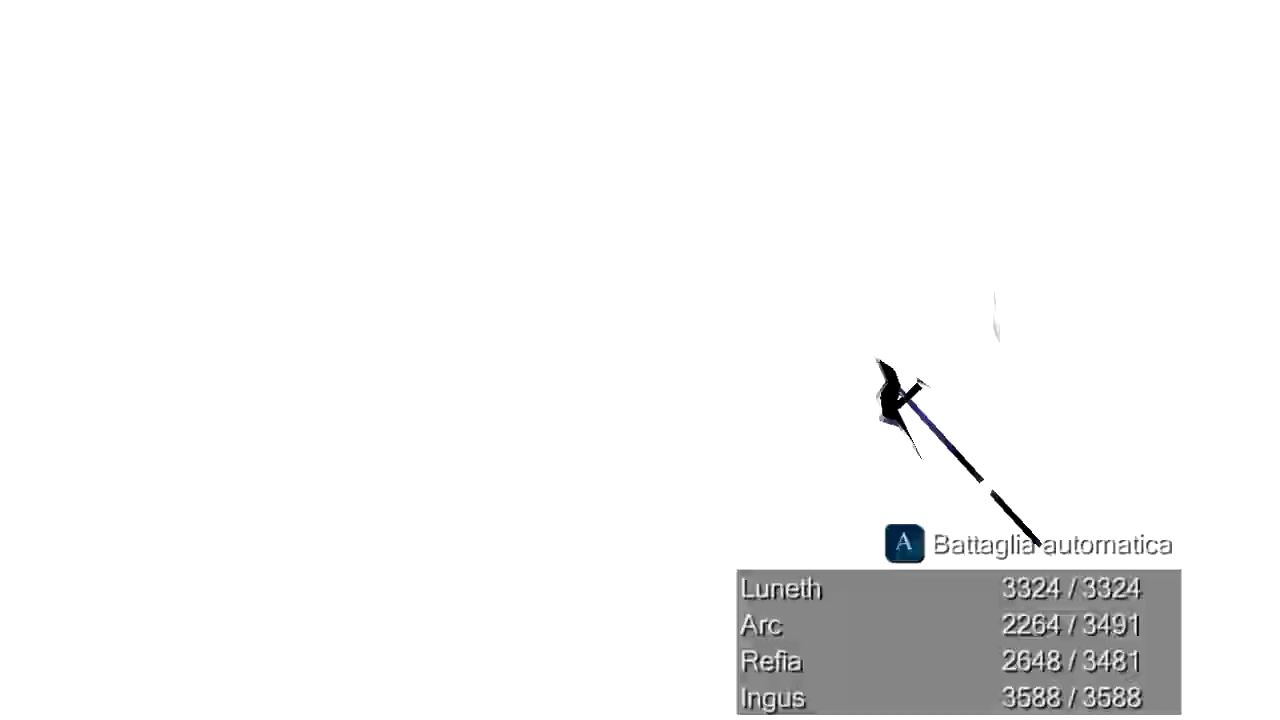 A Battaglia automatica
Luneth 3324 / 3324
Arc 2264 / 3491
Refia 2648 / 3481
Ingus 3588 / 3588